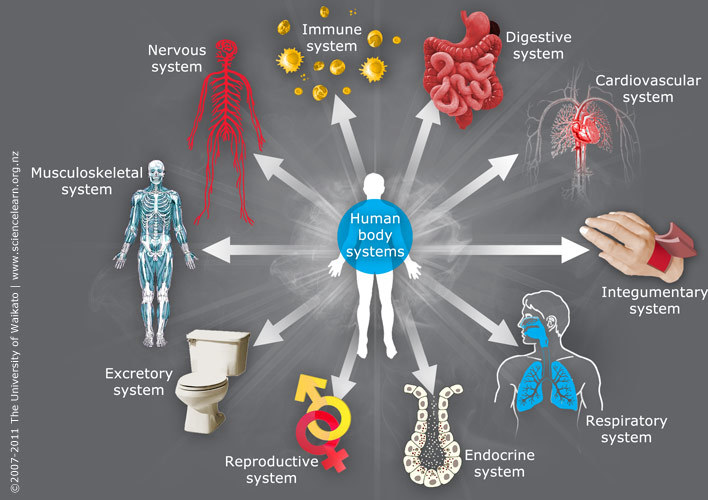 Immune
system
Digestive
system
Nervous
system
Cardiovascular
system
Musculoskeletal
system
Human
body
systems
Integumentary
system
Excretory
system
Respiratory
system
Reproductive
system
Endocrine
system
©2007-2011 The University of Waikato | www.sciencelearn.org.nz